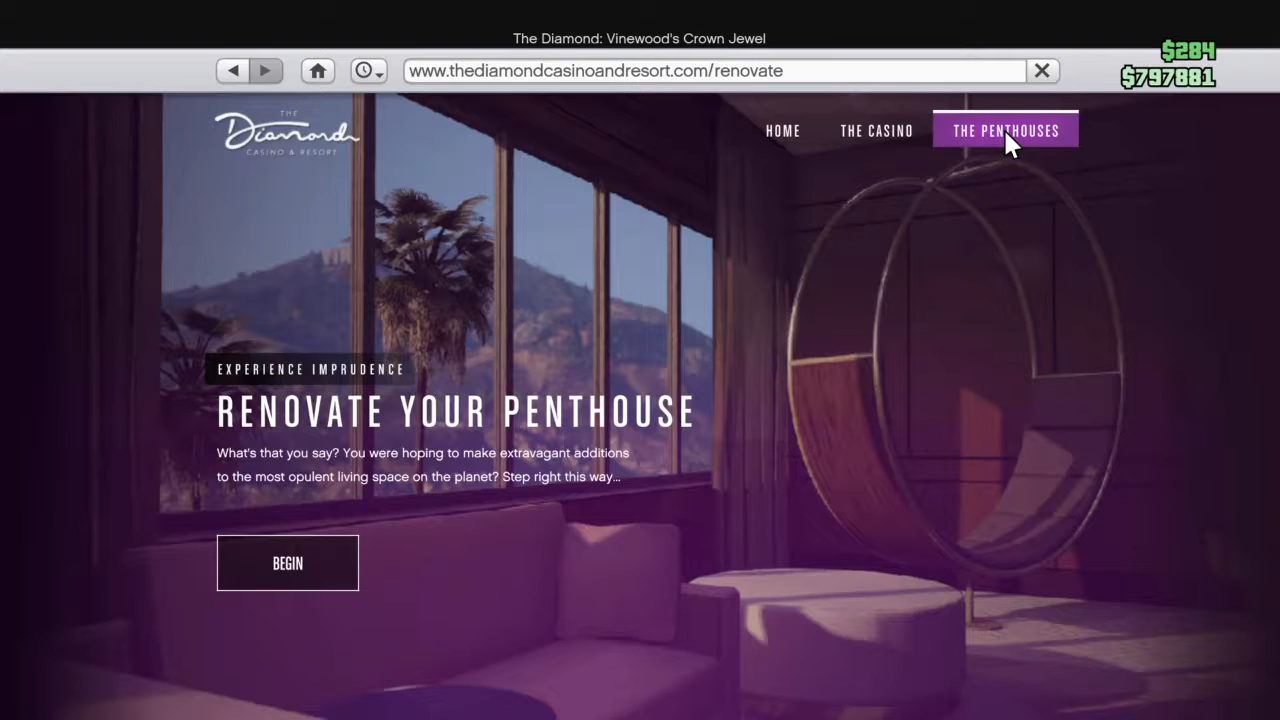 The Diamond: Vinewood's Crown Jewel
$284
www.thediamondcasinoandresort.com/renovate
$797881
THE
Diamond
CASINO & RESORT
HOME
THE CASINO
THE PENTHOUSES
EXPERIENCE IMPRUDENCE
RENOVATE YOUR PENTHOUSE
What's that you say? You were hoping to make extravagant additions
to the most opulent living space on the planet? Step right this way...
BEGIN